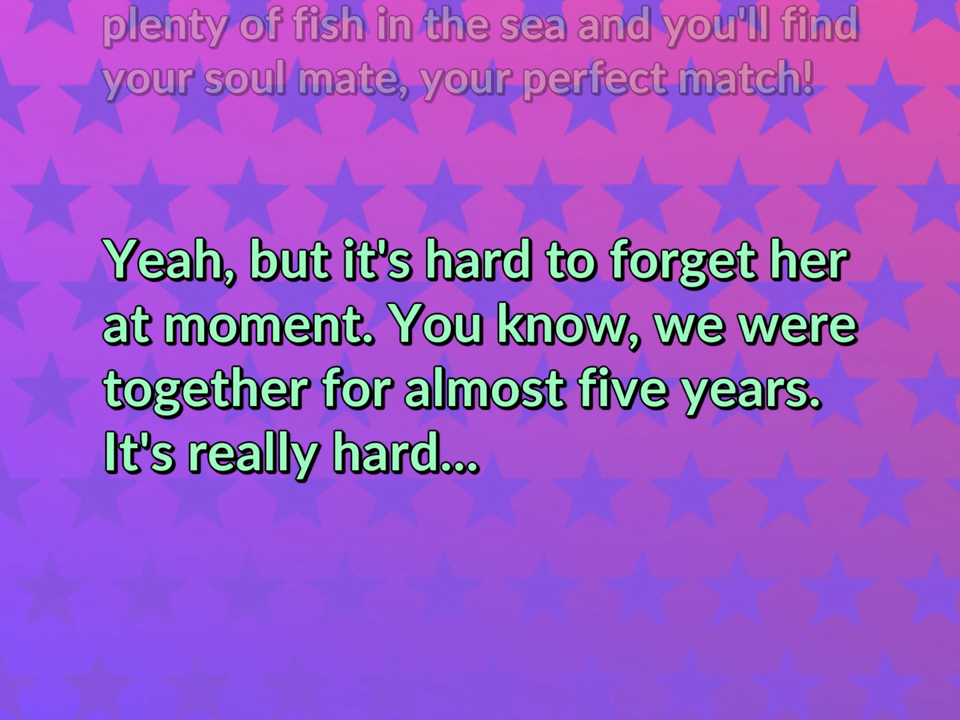 plenty of fish in the sea and you'll find
your soul mate, your perfect match!
Yeah, but it's hard to forget her
at moment. You know, we were
together for almost five years.
It's really hard...